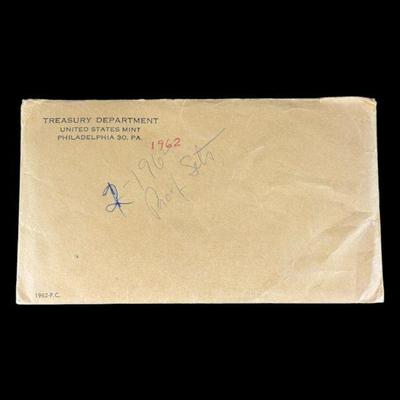 TREASURY DEPARTMENT
UNITED STATES MINT
PHILADELPHIA 30, PA.
1962
2-1962
Proof Sets
1962-P.C.